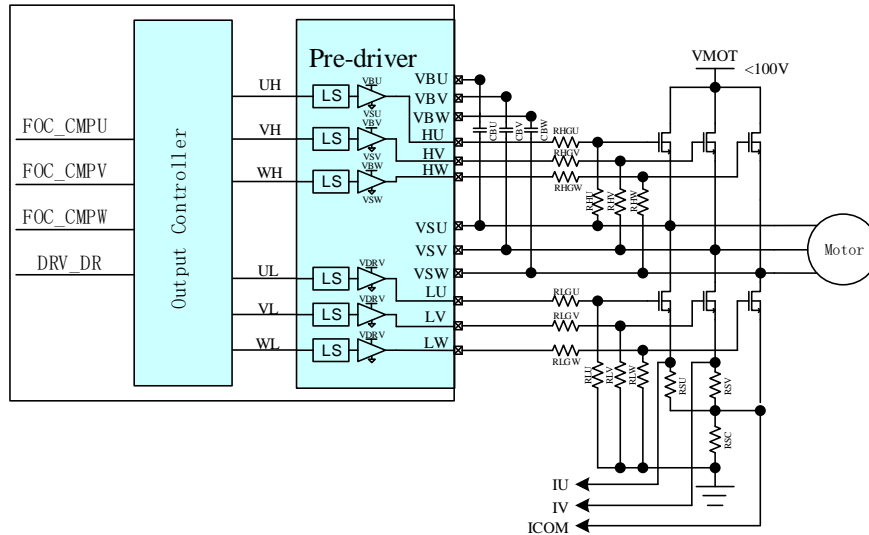 VMOT
<100V
Pre-driver
VBU
VBV
VBW
HU
HV
HW
VSU
VSV
VSW
LU
LV
LW
Output Controller
FOC_CMPU
FOC_CMPV
FOC_CMPW
DRV_DR
UH
VH
WH
UL
VL
WL
LS
VBU
VSU
LS
VBV
VSV
LS
VBW
VSW
LS
VDRV
LS
VDRV
LS
VDRV
CBU
CBV
CBW
RHGU
RHGV
RHGW
RHU
RHV
RHW
Motor
RLGU
RLGV
RLGW
RLU
RLV
RLW
RSU
RSV
RSC
IU
IV
ICOM